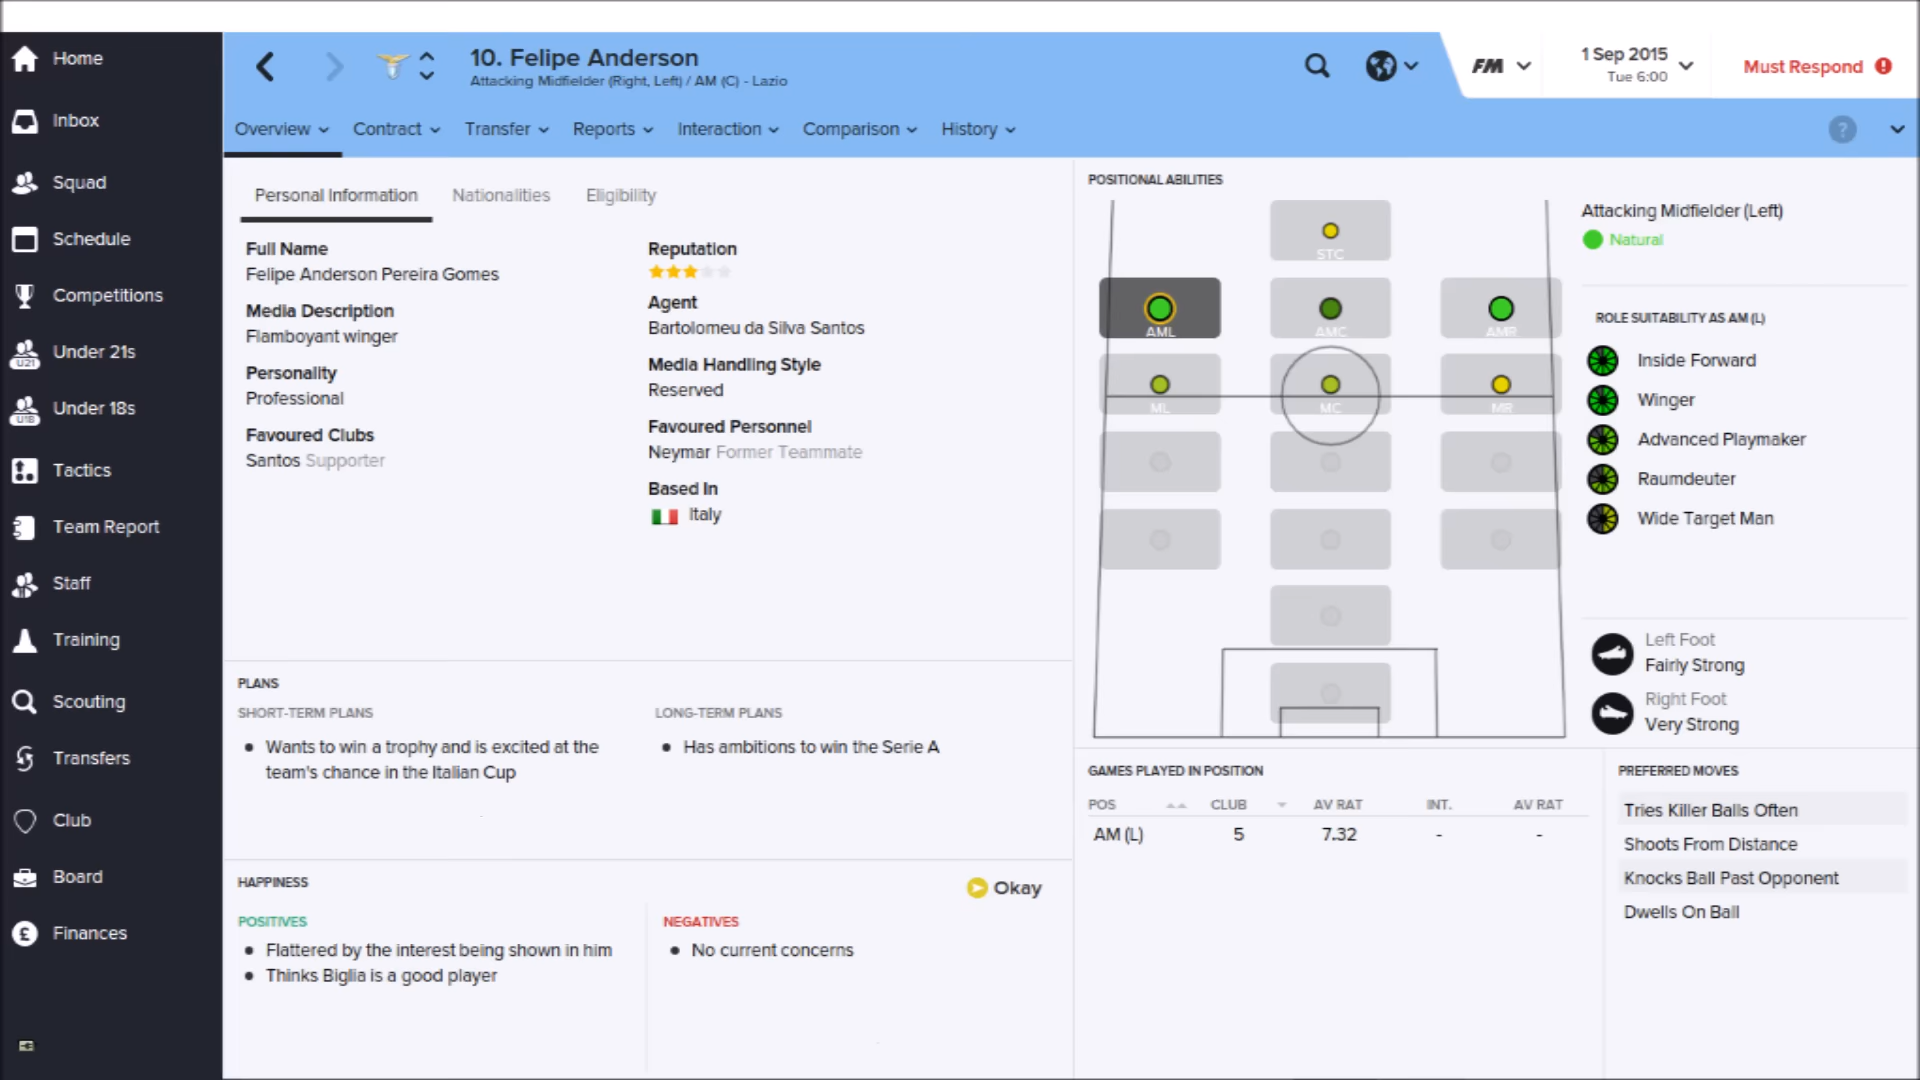 Home
Inbox
Squad
Schedule
Competitions
Under 21s
U21
Under 18s
U18
Tactics
Team Report
Staff
Training
Scouting
Transfers
Club
Board
Finances
10. Felipe Anderson
Attacking Midfielder (Right, Left) / AM (C) - Lazio
FM
1 Sep 2015
Tue 6:00
Must Respond
Overview
Contract
Transfer
Reports
Interaction
Comparison
History
?
Personal Information
Nationalities
Eligibility
Full Name
Felipe Anderson Pereira Gomes
Media Description
Flamboyant winger
Personality
Professional
Favoured Clubs
Santos Supporter
Reputation
Agent
Bartolomeu da Silva Santos
Media Handling Style
Reserved
Favoured Personnel
Neymar Former Teammate
Based In
Italy
PLANS
SHORT-TERM PLANS
Wants to win a trophy and is excited at the
team's chance in the Italian Cup
LONG-TERM PLANS
Has ambitions to win the Serie A
HAPPINESS
Okay
POSITIVES
Flattered by the interest being shown in him
Thinks Biglia is a good player
NEGATIVES
No current concerns
POSITIONAL ABILITIES
STC
AML
AMC
AMR
ML
MC
MR
Attacking Midfielder (Left)
Natural
ROLE SUITABILITY AS AM (L)
Inside Forward
Winger
Advanced Playmaker
Raumdeuter
Wide Target Man
Left Foot
Fairly Strong
Right Foot
Very Strong
GAMES PLAYED IN POSITION
POS CLUB AV RAT INT. AV RAT
AM (L) 5 7.32 - -
PREFERRED MOVES
Tries Killer Balls Often
Shoots From Distance
Knocks Ball Past Opponent
Dwells On Ball